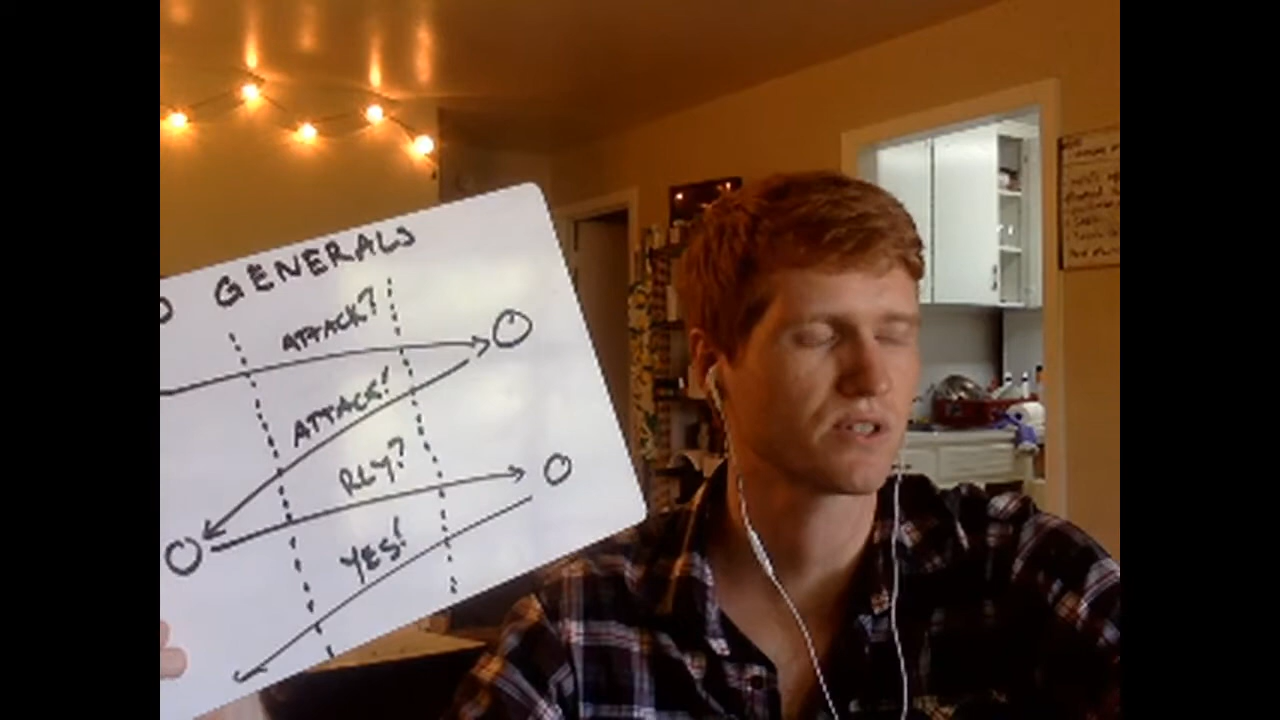 O GENERALS
ATTACK?
ATTACK!
RLY?
YES!